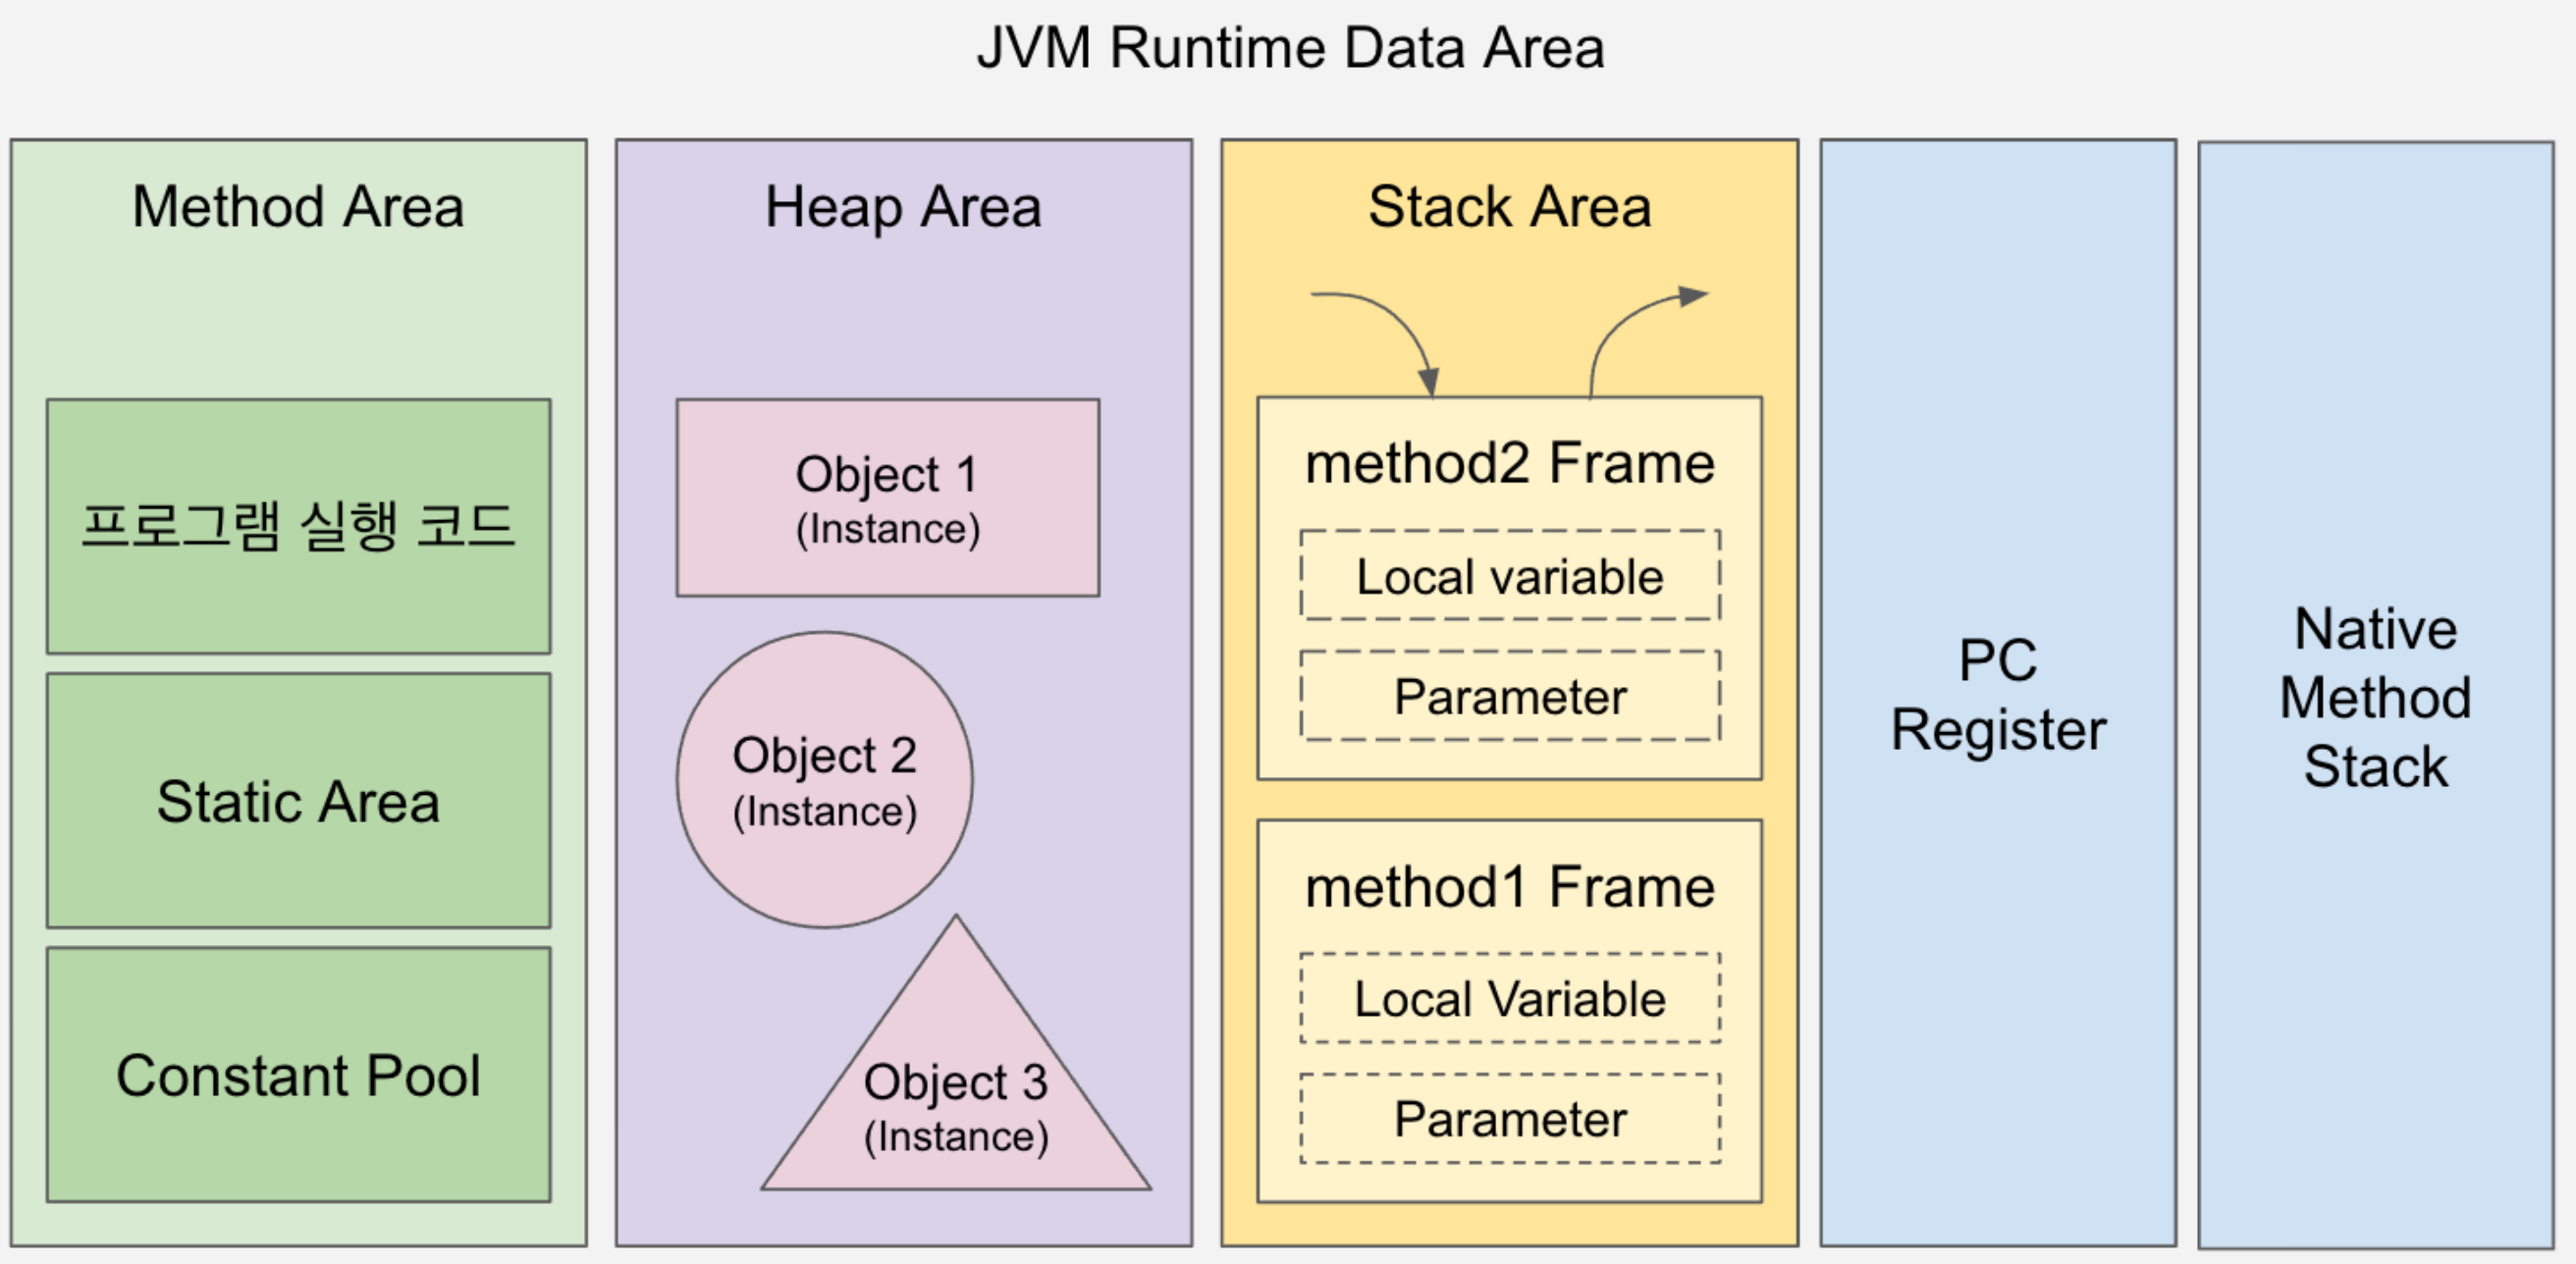 JVM Runtime Data Area
Method Area
프로그램 실행 코드
Static Area
Constant Pool
Heap Area
Object 1
(Instance)
Object 2
(Instance)
Object 3
(Instance)
Stack Area
method2 Frame
Local variable
Parameter
method1 Frame
Local Variable
Parameter
PC
Register
Native
Method
Stack